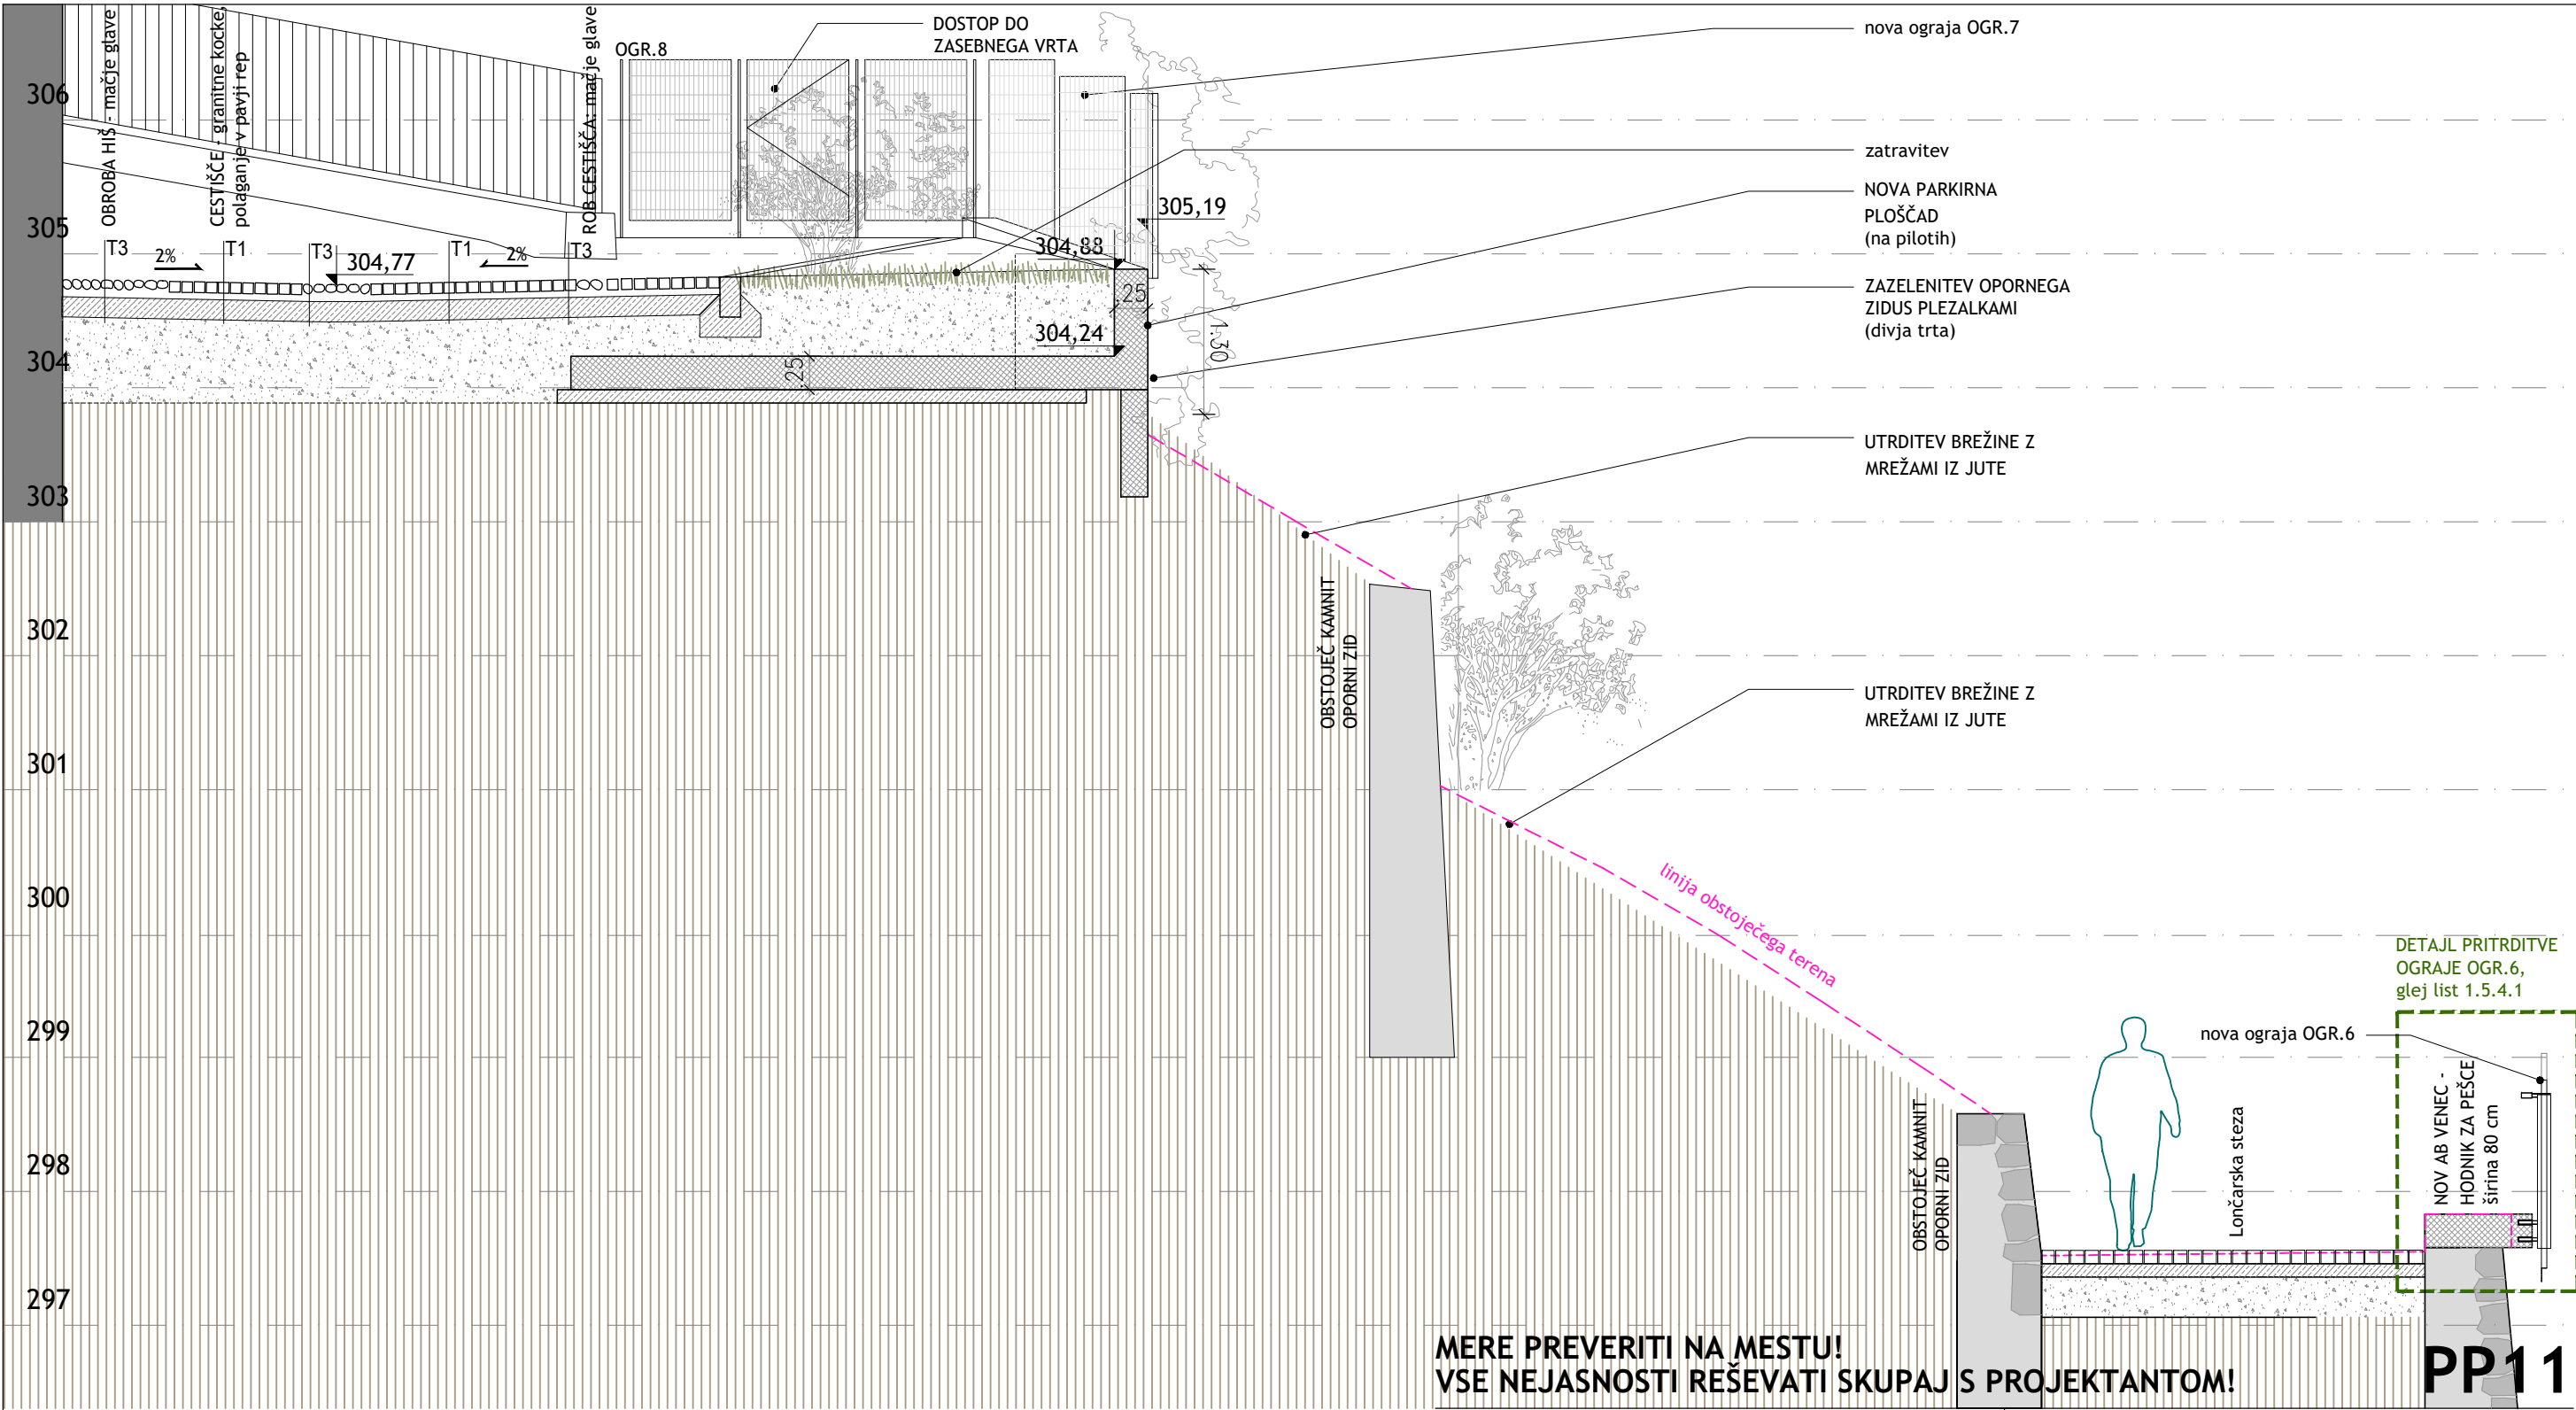 OBROBA HIŠ - mačje glave
CESTIŠČE - granitne kocke,
polaganje v pavji rep
ROB CESTIŠČA: mačje glave
OGR.8
DOSTOP DO
ZASEBNEGA VRTA
nova ograja OGR.7
zatravitev
NOVA PARKIRNA
PLOŠČAD
(na pilotih)
ZAZELENITEV OPORNEGA
ZIDUS PLEZALKAMI
(divja trta)
UTRDITEV BREŽINE Z
MREŽAMI IZ JUTE
UTRDITEV BREŽINE Z
MREŽAMI IZ JUTE
306
305
304
303
302
301
300
299
298
297
T3
2%
T1
T3
304,77
T1
2%
T3
304,88
305,19
.25
304,24
1.30
.25
OBSTOJEČ KAMNIT
OPORNI ZID
linija obstoječega terena
OBSTOJEČ KAMNIT
OPORNI ZID
Lončarska steza
DETAJL PRITRDITVE
OGRAJE OGR.6,
glej list 1.5.4.1
nova ograja OGR.6
NOV AB VENEC -
HODNIK ZA PEŠCE
širina 80 cm
MERE PREVERITI NA MESTU!
VSE NEJASNOSTI REŠEVATI SKUPAJ S PROJEKTANTOM!
PP11